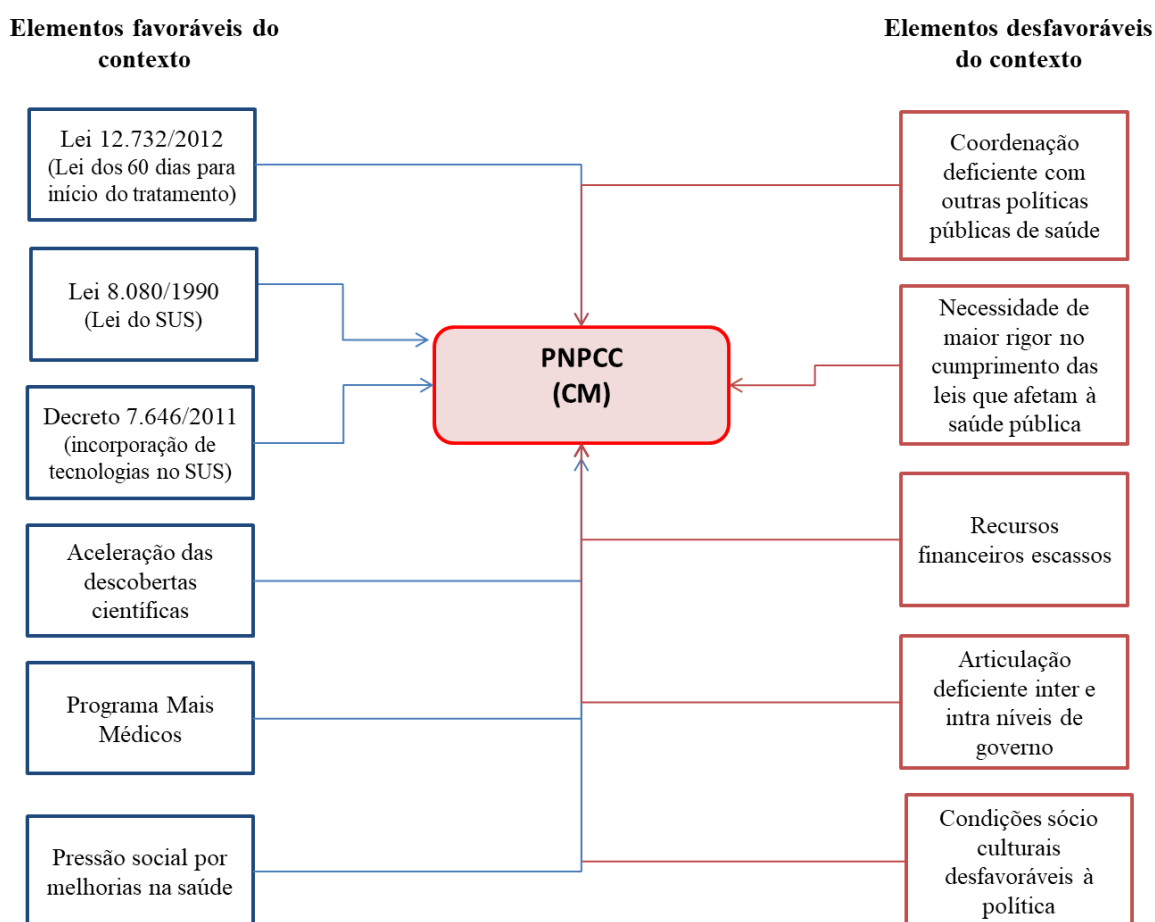 Elementos favoráveis do
contexto
Lei 12.732/2012
(Lei dos 60 dias para
início do tratamento)
Lei 8.080/1990
(Lei do SUS)
Decreto 7.646/2011
(incorporação de
tecnologias no SUS)
Aceleração das
descobertas
científicas
Programa Mais
Médicos
Pressão social por
melhorias na saúde
PNPCC
(CM)
Elementos desfavoráveis
do contexto
Coordenação
deficiente com
outras políticas
públicas de saúde
Necessidade de
maior rigor no
cumprimento das
leis que afetam à
saúde pública
Recursos
financeiros escassos
Articulação
deficiente inter e
intra níveis de
governo
Condições sócio
culturais
desfavoráveis à
política